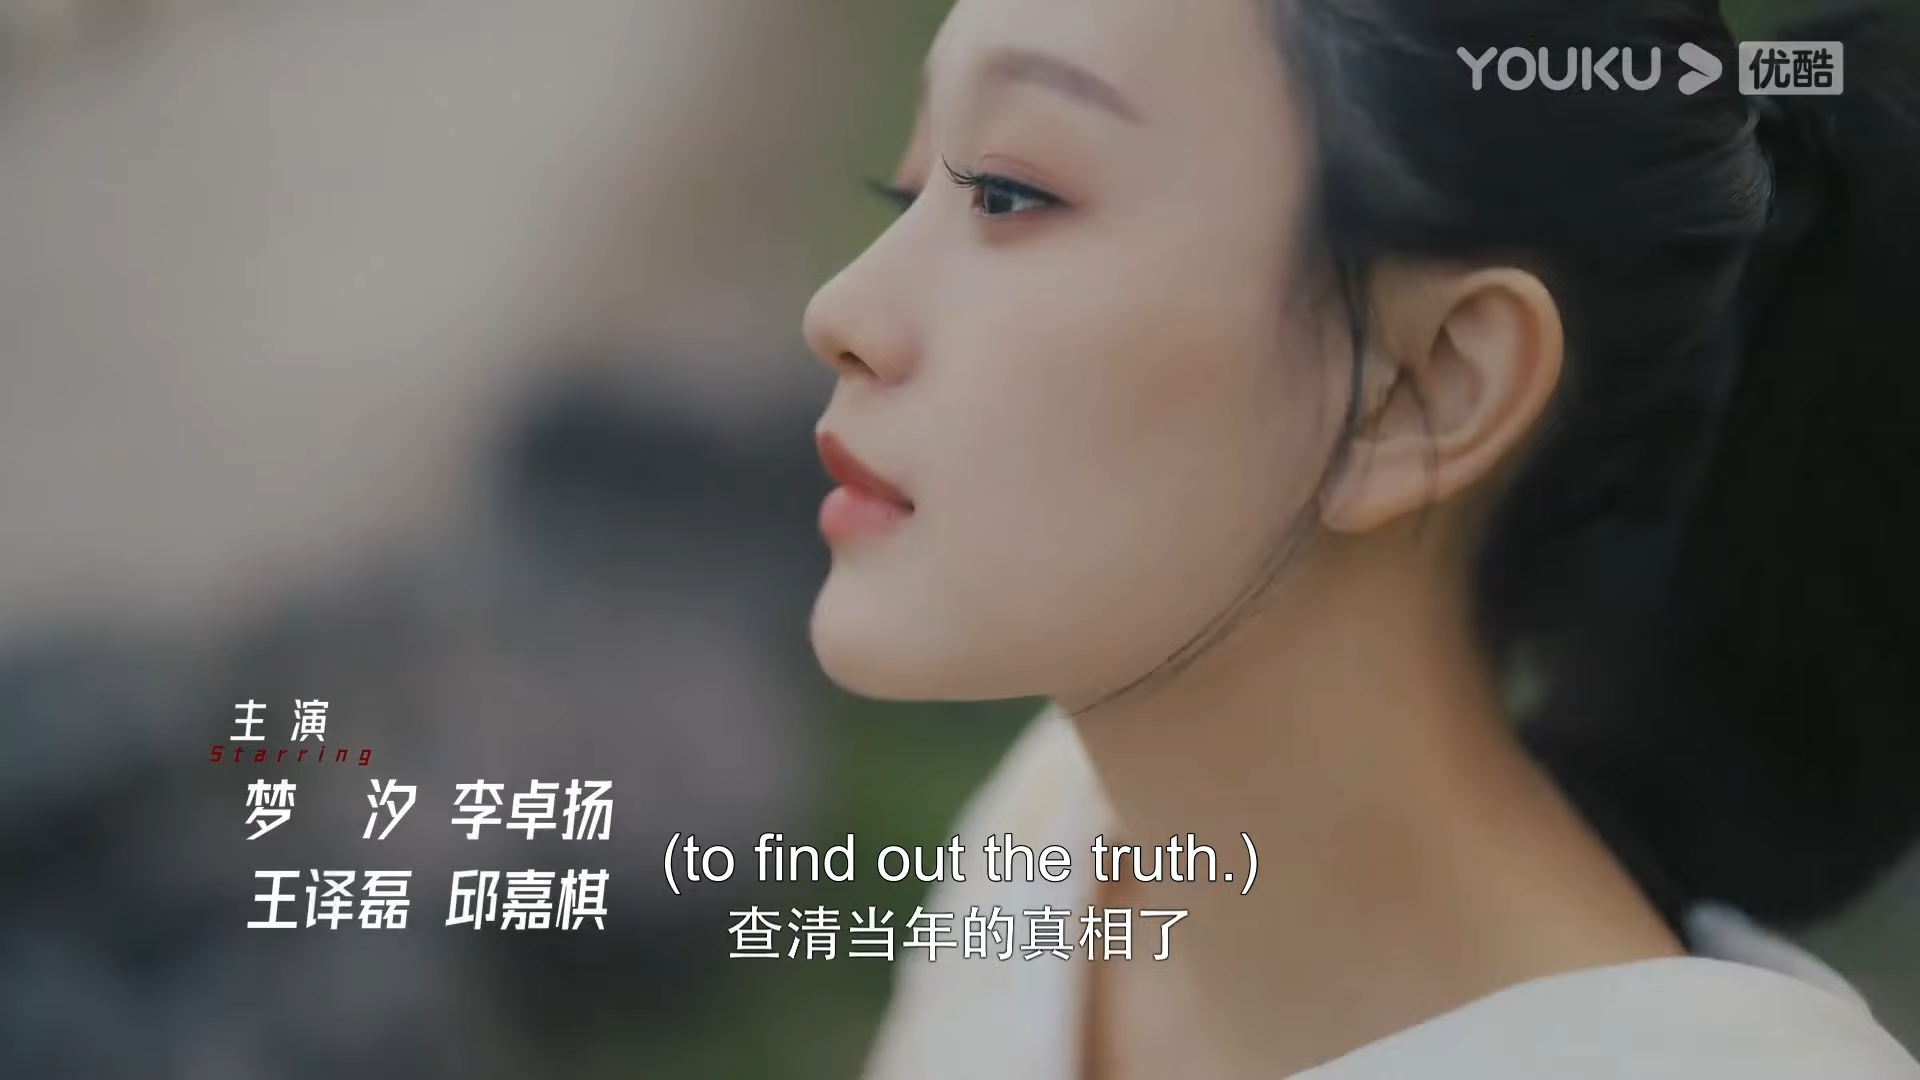 YOUKU 优酷
主演
Starring
梦汐 李卓扬
王译磊 邱嘉棋
(to find out the truth.)
查清当年的真相了